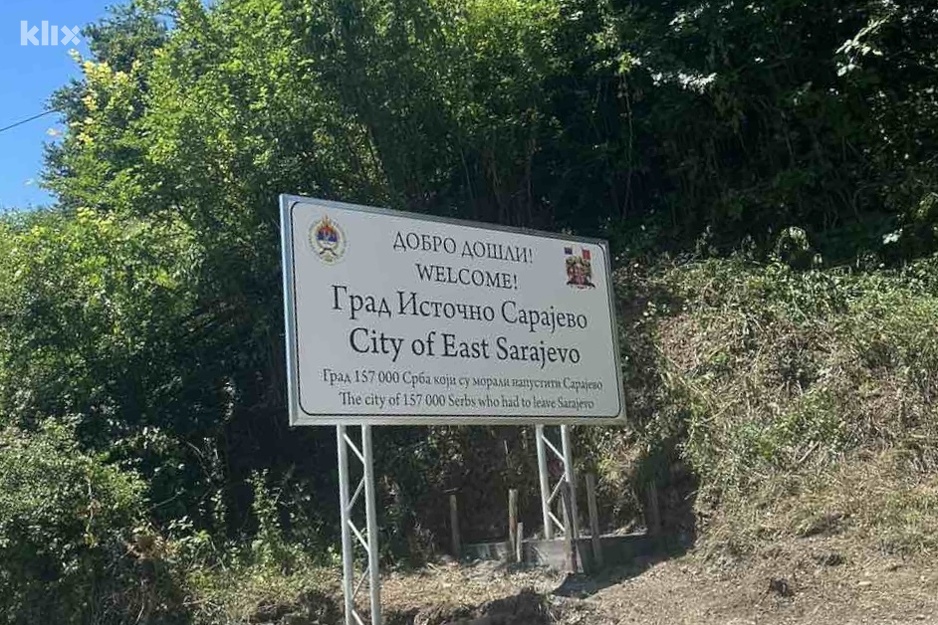 klix
ДОБРО ДОШЛИ!
WELCOME!
Град Источно Сарајево
City of East Sarajevo
Град 157 000 Срба који су морали напустити Сарајево
The city of 157 000 Serbs who had to leave Sarajevo